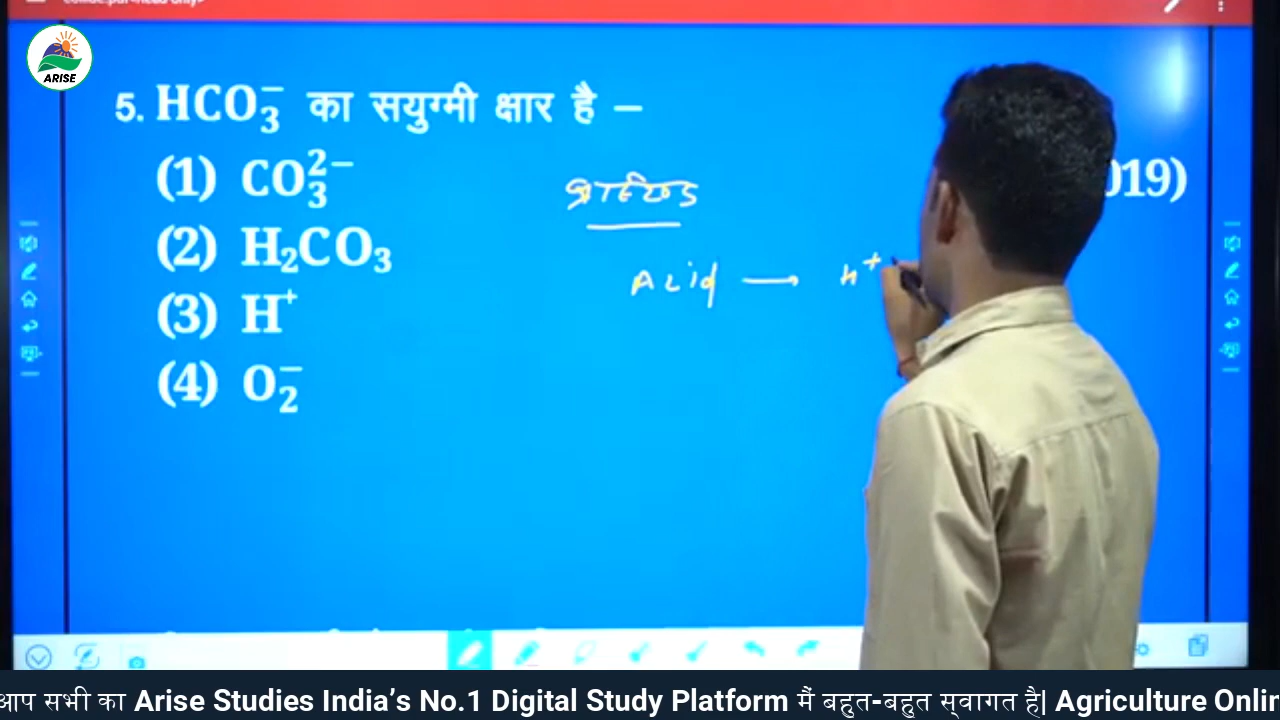 ARISE
5. HCO₃⁻ का सयुग्मी क्षार है –
(1) CO₃²⁻
019)
(2) H₂CO₃
Acid → H⁺
(3) H⁺
(4) O₂⁻
आप सभी का Arise Studies India’s No.1 Digital Study Platform में बहुत-बहुत स्वागत है| Agriculture Onlin